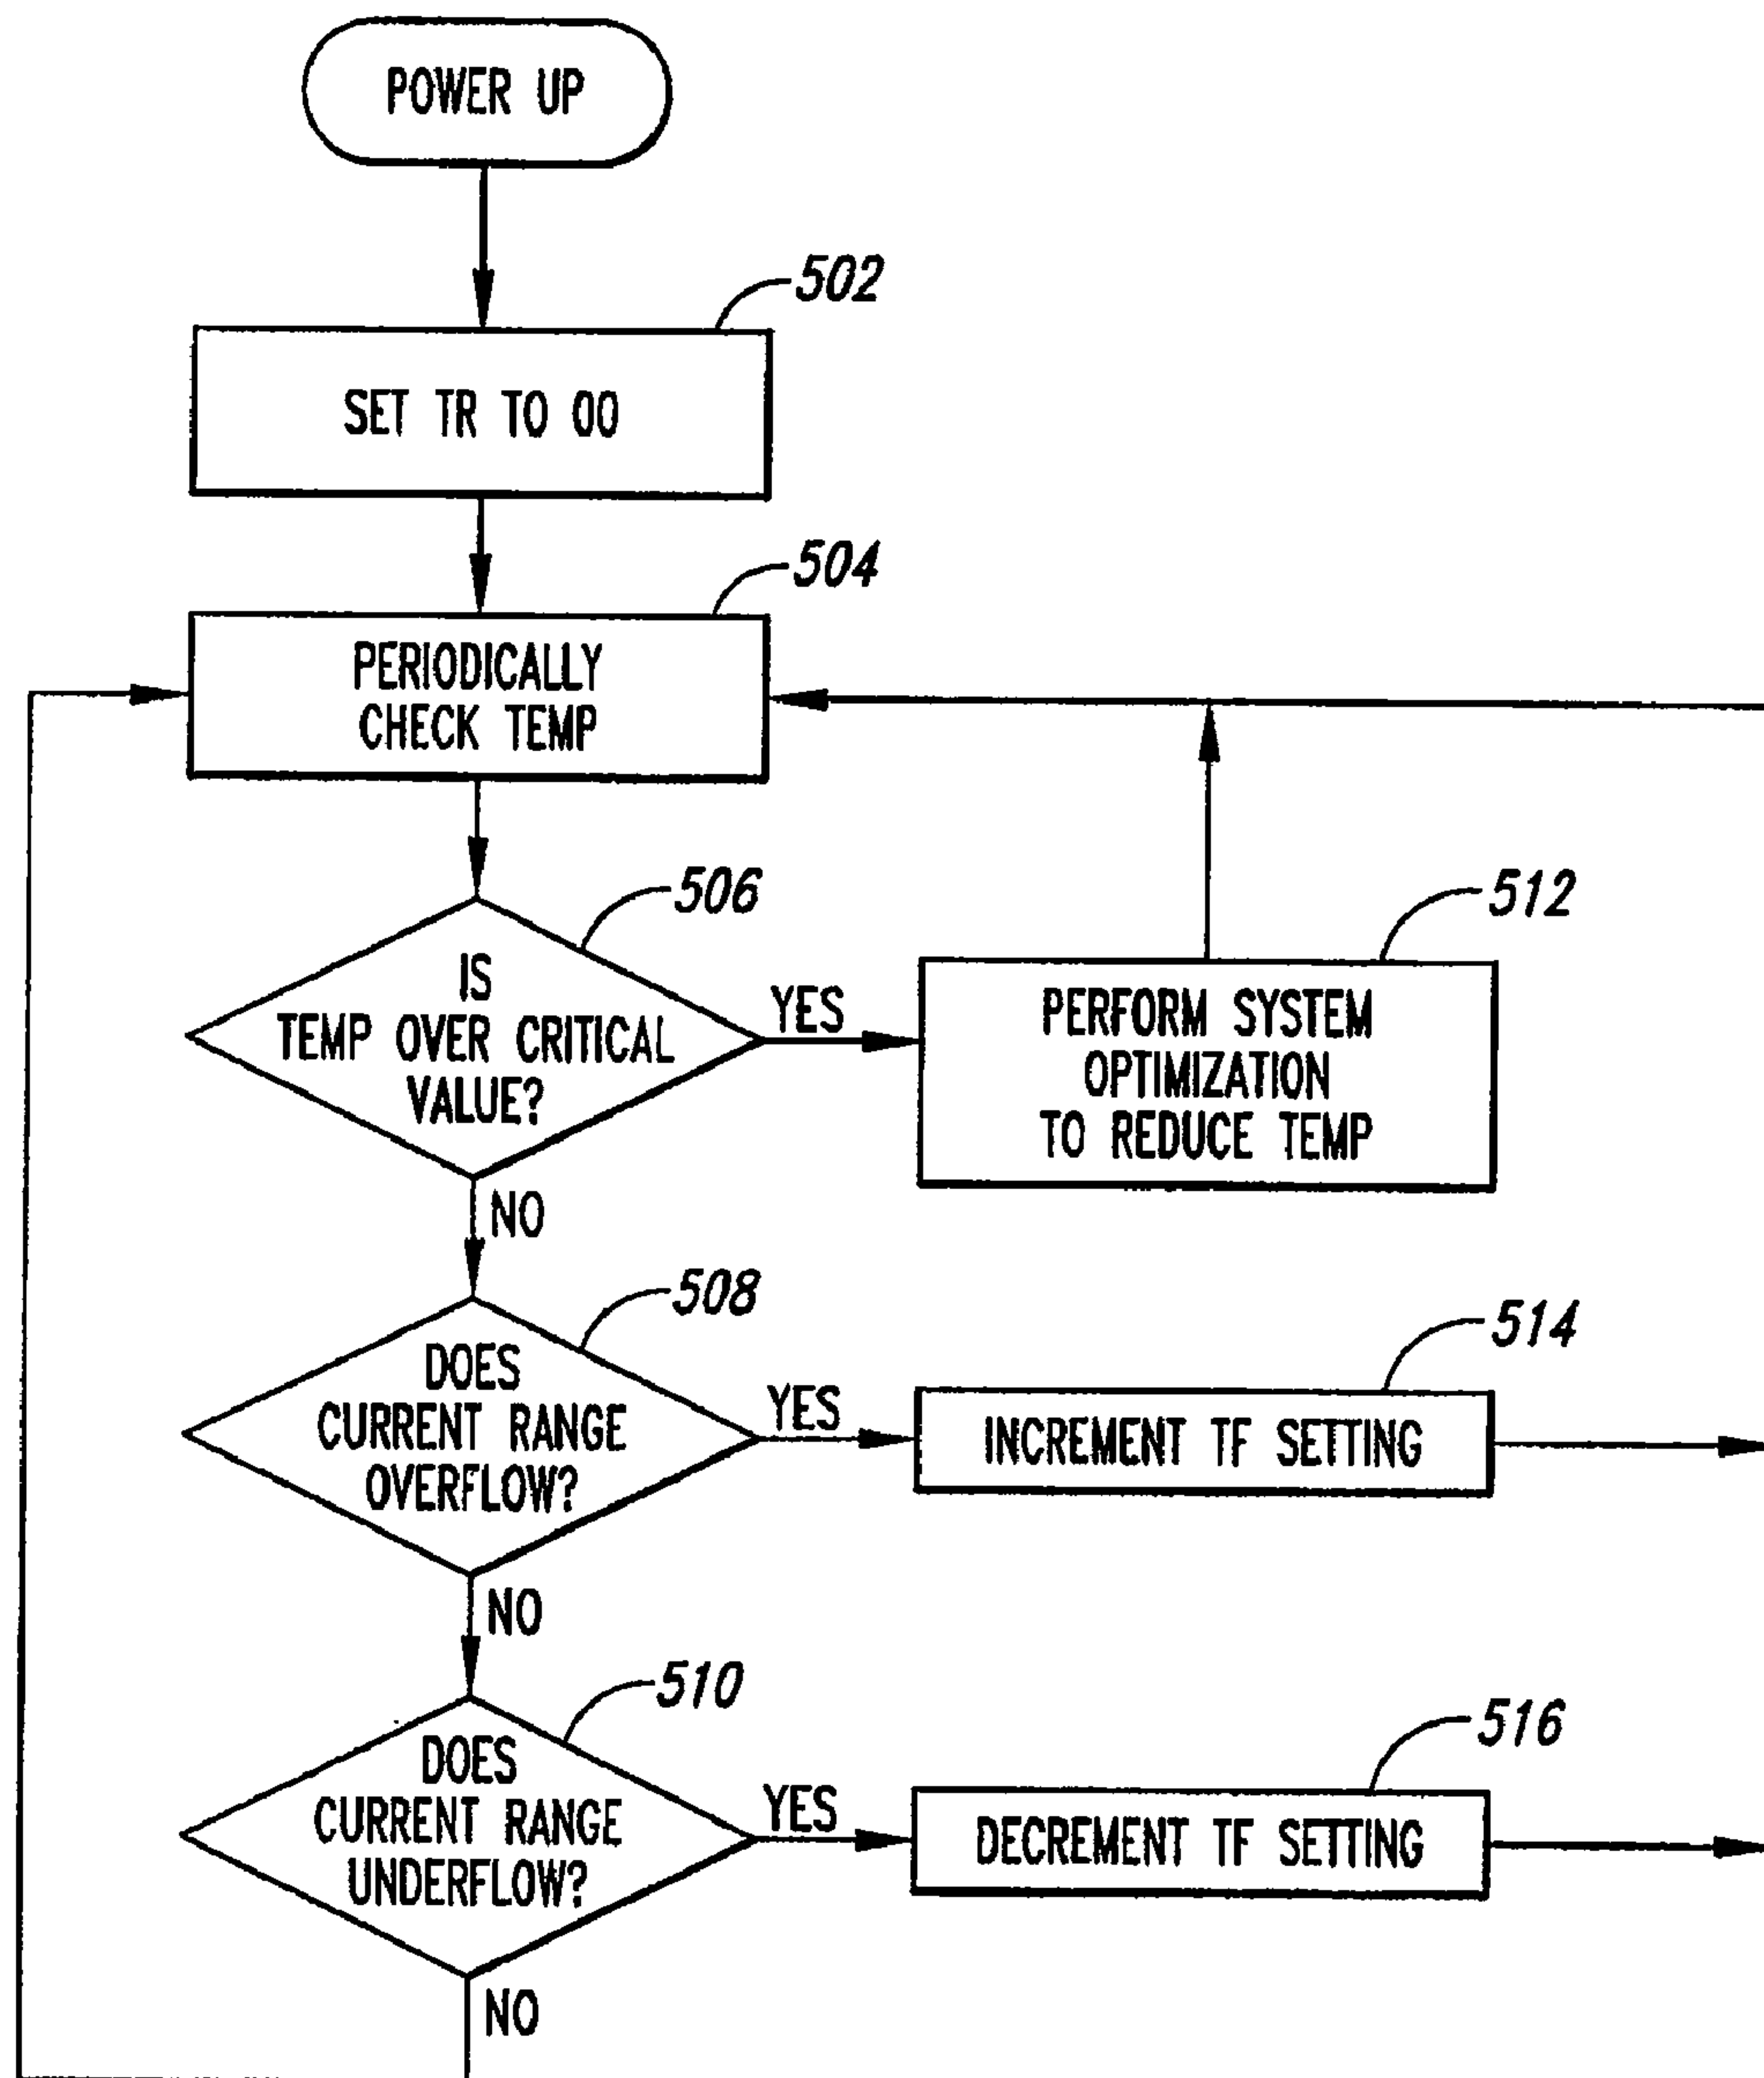 POWER UP
502
SET TR TO 00
504
PERIODICALLY
CHECK TEMP
506
IS
TEMP OVER CRITICAL
VALUE?
YES
512
PERFORM SYSTEM
OPTIMIZATION
TO REDUCE TEMP
NO
508
DOES
CURRENT RANGE
OVERFLOW?
YES
514
INCREMENT TF SETTING
NO
510
DOES
CURRENT RANGE
UNDERFLOW?
YES
516
DECREMENT TF SETTING
NO